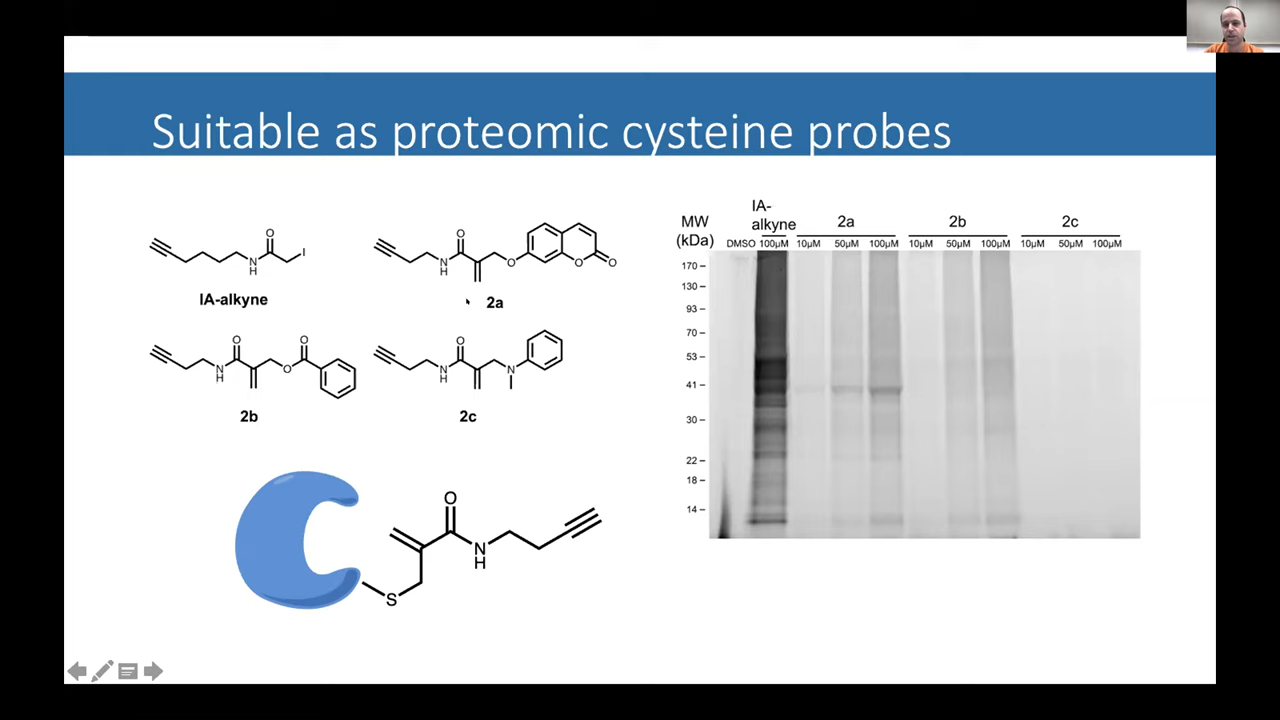 Suitable as proteomic cysteine probes
O
N
H
I
IA-alkyne
O
N
H
O
O
O
2a
O
N
H
O
O
2b
O
N
H
N
2c
O
N
H
S
MW
(kDa)
IA-
alkyne
2a
2b
2c
DMSO 100µM 10µM 50µM 100µM 10µM 50µM 100µM 10µM 50µM 100µM
170
130
93
70
53
41
30
22
18
14